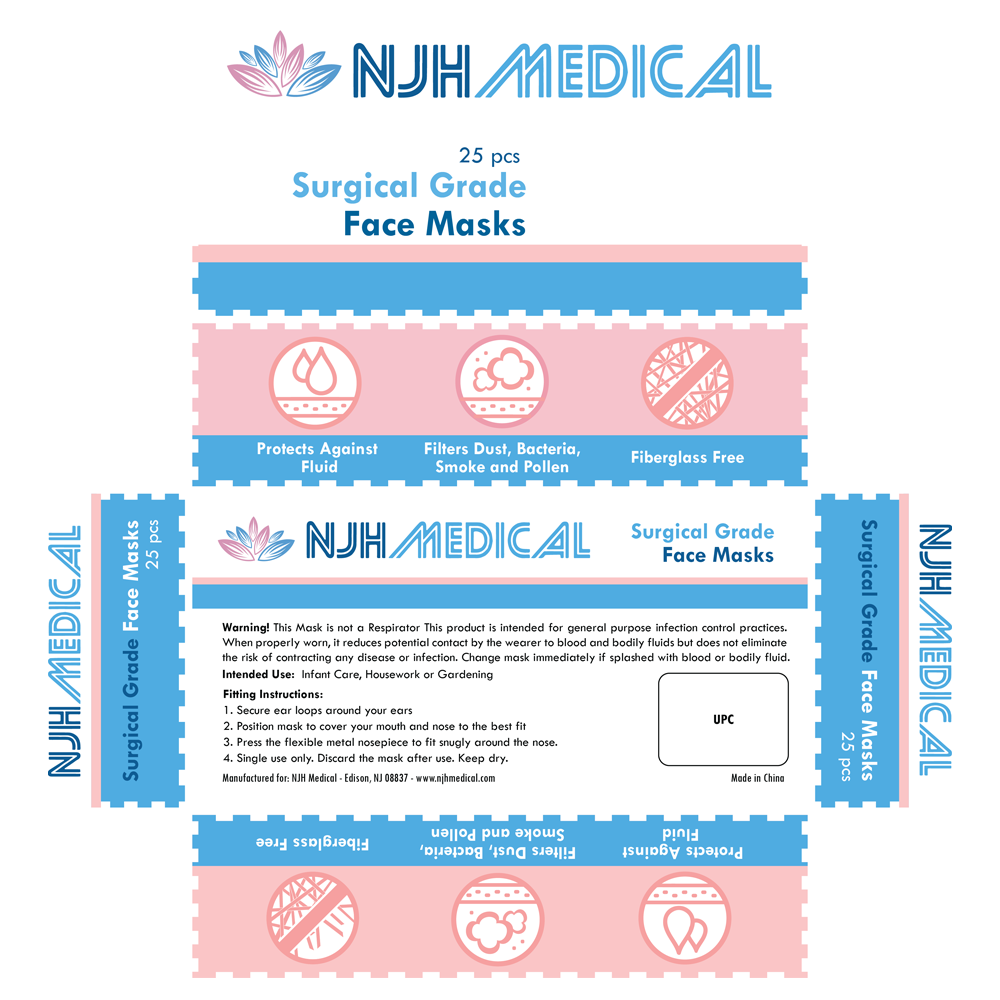 NJH MEDICAL
25 pcs
Surgical Grade
Face Masks
Protects Against
Fluid
Filters Dust, Bacteria,
Smoke and Pollen
Fiberglass Free
NJH MEDICAL
Surgical Grade Face Masks
25 pcs
NJH MEDICAL
Surgical Grade
Face Masks
Warning! This Mask is not a Respirator This product is intended for general purpose infection control practices.
When properly worn, it reduces potential contact by the wearer to blood and bodily fluids but does not eliminate
the risk of contracting any disease or infection. Change mask immediately if splashed with blood or bodily fluid.
Intended Use: Infant Care, Housework or Gardening
Fitting Instructions:
1. Secure ear loops around your ears
2. Position mask to cover your mouth and nose to the best fit
3. Press the flexible metal nosepiece to fit snugly around the nose.
4. Single use only. Discard the mask after use. Keep dry.
UPC
Manufactured for: NJH Medical - Edison, NJ 08837 - www.njhmedical.com
Made in China
Surgical Grade Face Masks
25 pcs
NJH MEDICAL
Protects Against
Fluid
Filters Dust, Bacteria,
Smoke and Pollen
Fiberglass Free